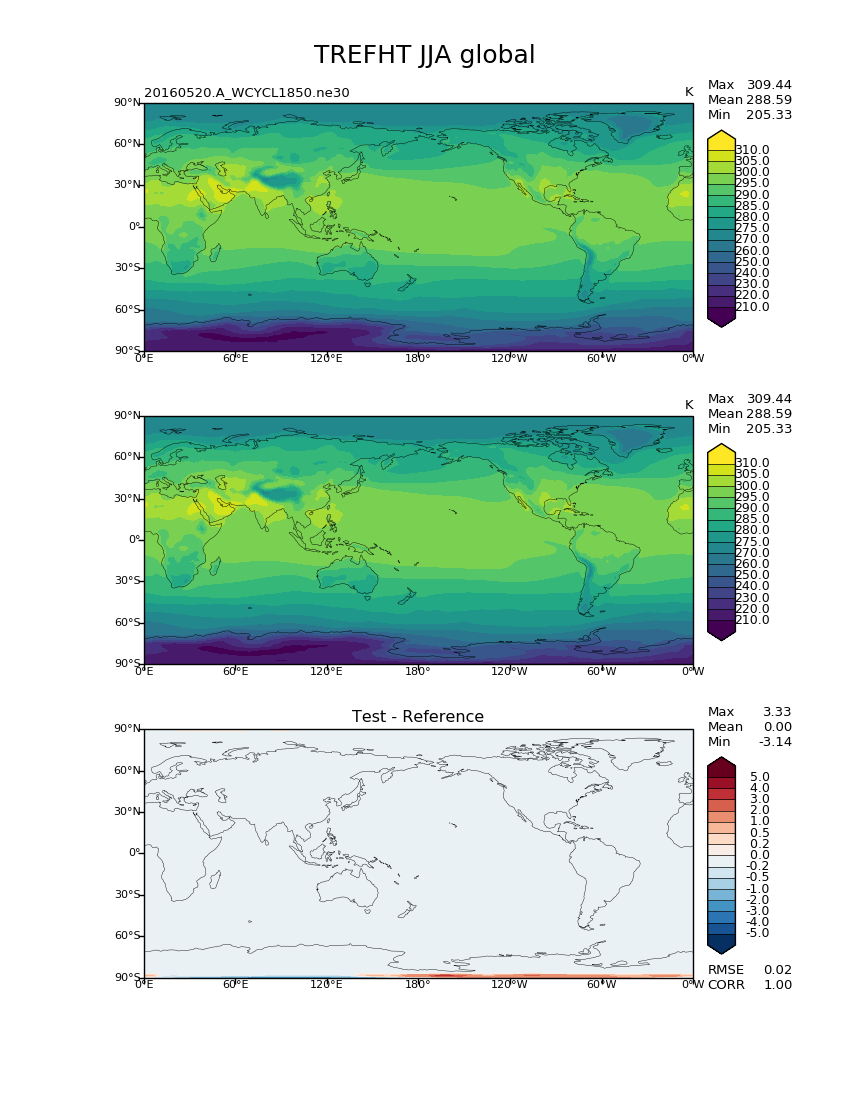 TREFHT JJA global
20160520.A_WCYCL1850.ne30
K
Max 309.44
Mean 288.59
Min 205.33
90°N
60°N
30°N
0°
30°S
60°S
90°S
0°E
60°E
120°E
180°
120°W
60°W
0°W
310.0
305.0
300.0
295.0
290.0
285.0
280.0
275.0
270.0
260.0
250.0
240.0
230.0
220.0
210.0
K
Max 309.44
Mean 288.59
Min 205.33
90°N
60°N
30°N
0°
30°S
60°S
90°S
0°E
60°E
120°E
180°
120°W
60°W
0°W
310.0
305.0
300.0
295.0
290.0
285.0
280.0
275.0
270.0
260.0
250.0
240.0
230.0
220.0
210.0
Test - Reference
Max 3.33
Mean 0.00
Min -3.14
90°N
60°N
30°N
0°
30°S
60°S
90°S
0°E
60°E
120°E
180°
120°W
60°W
0°W
5.0
4.0
3.0
2.0
1.0
0.5
0.2
0.0
-0.2
-0.5
-1.0
-2.0
-3.0
-4.0
-5.0
RMSE 0.02
CORR 1.00